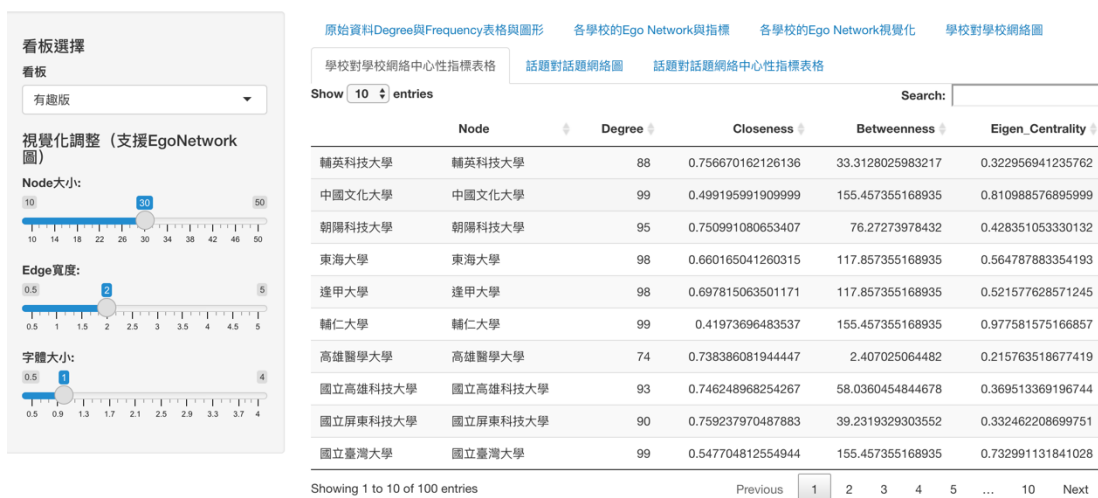 看板選擇
看板
有趣版
視覺化調整（支援EgoNetwork
圖）
Node大小:
10 30 50
10 14 18 22 26 30 34 38 42 46 50
Edge寬度:
0.5 2 5
0.5 1 1.5 2 2.5 3 3.5 4 4.5 5
字體大小:
0.5 1 4
0.5 0.9 1.3 1.7 2.1 2.5 2.9 3.3 3.7 4
原始資料Degree與Frequency表格與圖形 各學校的Ego Network與指標 各學校的Ego Network視覺化 學校對學校網絡圖
學校對學校網絡中心性指標表格 話題對話題網絡圖 話題對話題網絡中心性指標表格
Show 10 entries Search:
Node Degree Closeness Betweenness Eigen_Centrality
輔英科技大學 輔英科技大學 88 0.756670162126136 33.3128025983217 0.322956941235762
中國文化大學 中國文化大學 99 0.499195991909999 155.457355168935 0.810988576895999
朝陽科技大學 朝陽科技大學 95 0.750991080653407 76.27273978432 0.428351053330132
東海大學 東海大學 98 0.660165041260315 117.857355168935 0.564787883354193
逢甲大學 逢甲大學 98 0.697815063501171 117.857355168935 0.521577628571245
輔仁大學 輔仁大學 99 0.41973696483537 155.457355168935 0.977581575166857
高雄醫學大學 高雄醫學大學 74 0.738386081944447 2.407025064482 0.215763518677419
國立高雄科技大學 國立高雄科技大學 93 0.746248968254267 58.0360454844678 0.369513369196744
國立屏東科技大學 國立屏東科技大學 90 0.759237970487883 39.2319329303552 0.332462208699751
國立臺灣大學 國立臺灣大學 99 0.547704812554944 155.457355168935 0.732991131841028
Showing 1 to 10 of 100 entries Previous 1 2 3 4 5 … 10 Next